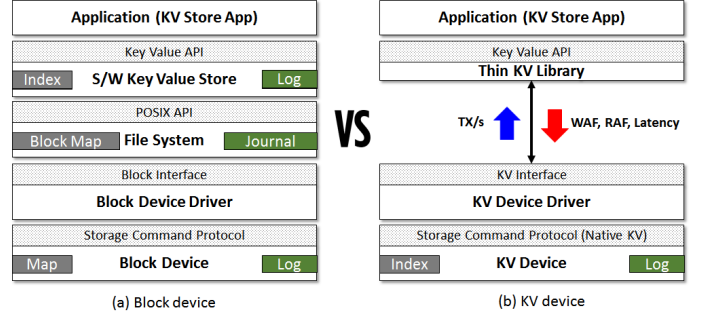 Application (KV Store App)
Key Value API
Index S/W Key Value Store Log
POSIX API
Block Map File System Journal
Block Interface
Block Device Driver
Storage Command Protocol
Map Block Device Log
(a) Block device
VS
Application (KV Store App)
Key Value API
Thin KV Library
TX/s WAF, RAF, Latency
KV Interface
KV Device Driver
Storage Command Protocol (Native KV)
Index KV Device Log
(b) KV device